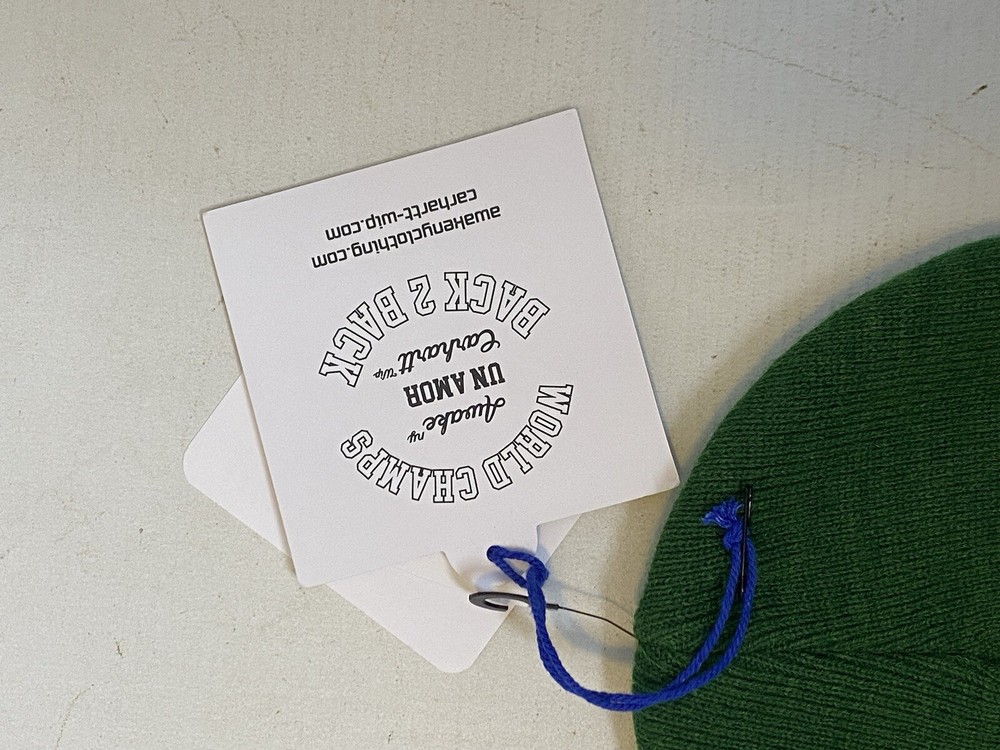 WORLD CHAMPS
Awake NY
UN AMOR
Carhartt WIP
BACK 2 BACK
awakenyclothing.com
carhartt-wip.com